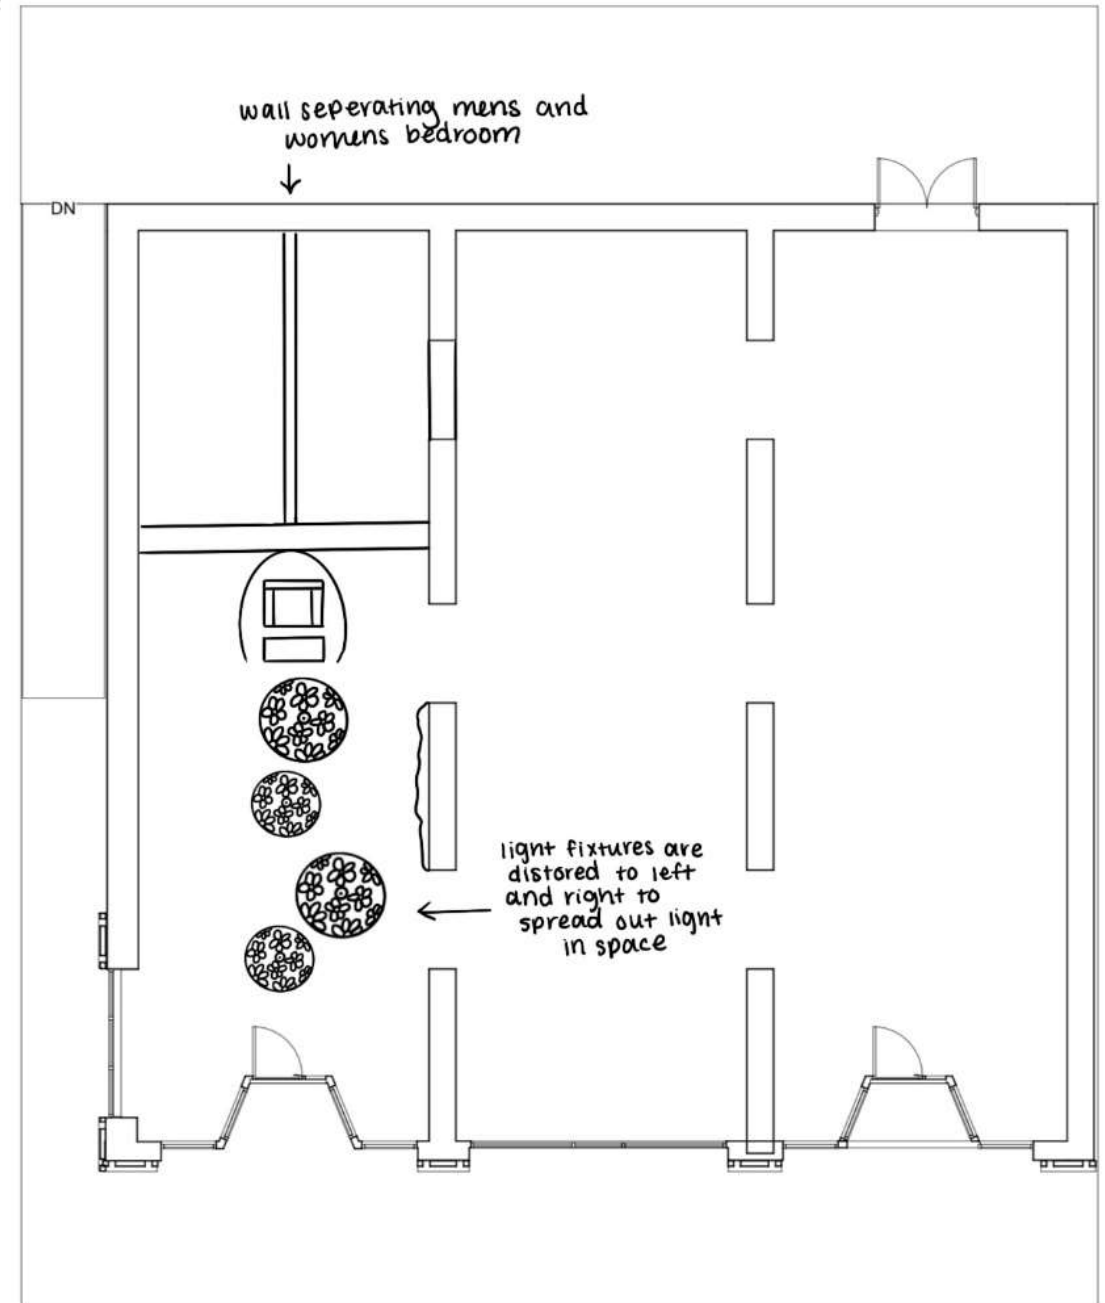 wall seperating mens and
womens bedroom
DN
light fixtures are
distored to left
and right to
spread out light
in space